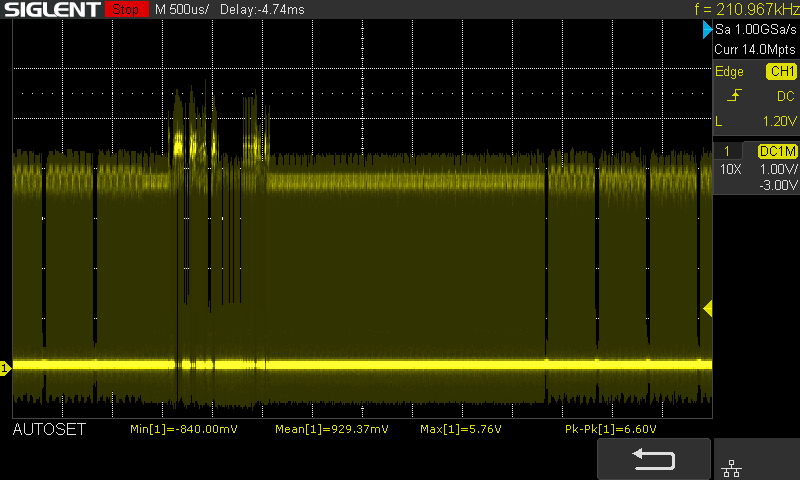 SIGLENT Stop M 500us/ Delay:-4.74ms f = 210.967kHz
Sa 1.00GSa/s
Curr 14.0Mpts
Edge CH1
DC
L 1.20V
1 DC1M
10X 1.00V/
-3.00V
1
AUTOSET Min[1]=-840.00mV Mean[1]=929.37mV Max[1]=5.76V Pk-Pk[1]=6.60V